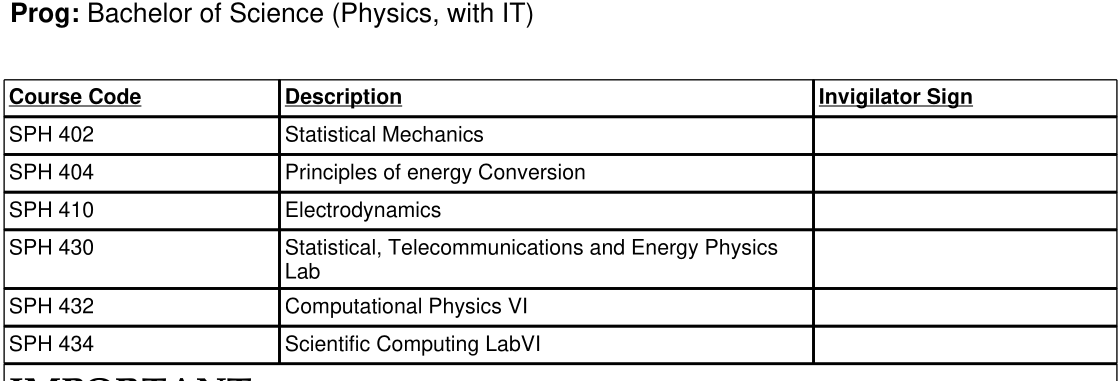 Prog: Bachelor of Science (Physics, with IT)
Course Code Description Invigilator Sign
SPH 402 Statistical Mechanics
SPH 404 Principles of energy Conversion
SPH 410 Electrodynamics
SPH 430 Statistical, Telecommunications and Energy Physics
Lab
SPH 432 Computational Physics VI
SPH 434 Scientific Computing LabVI
IMPORTANT